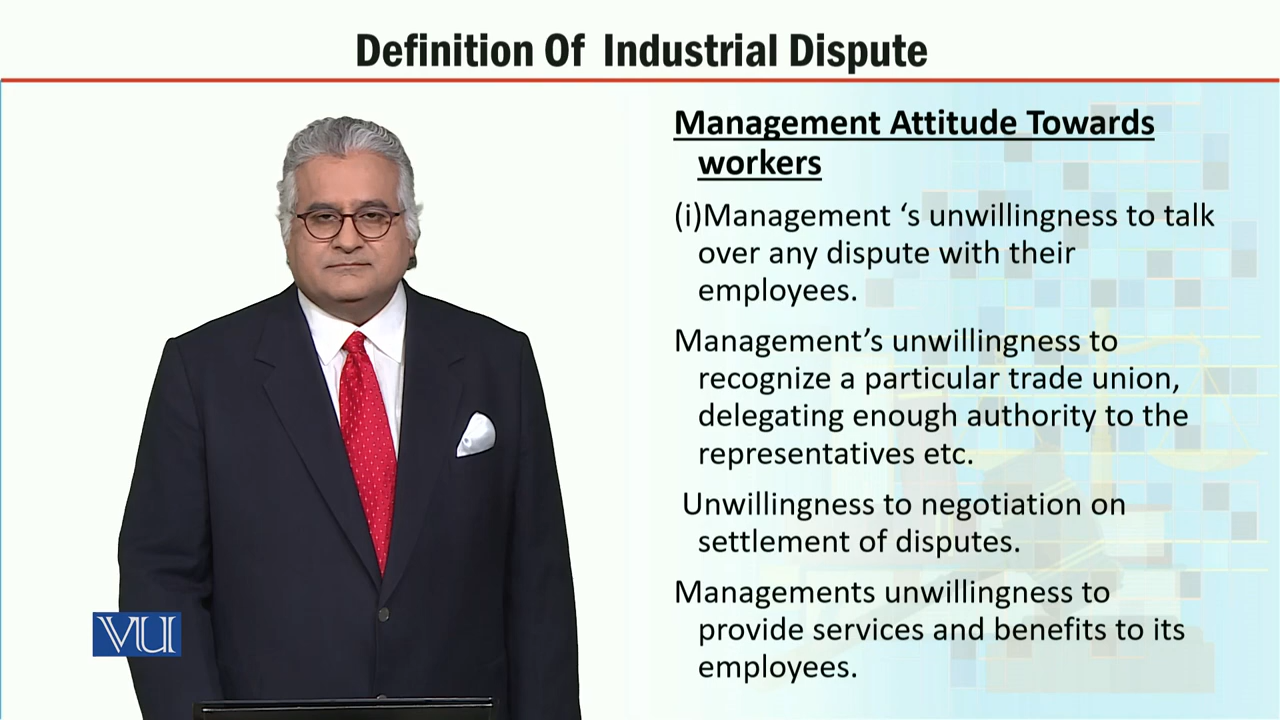 Definition Of Industrial Dispute
Management Attitude Towards
workers
(i)Management ‘s unwillingness to talk
over any dispute with their
employees.
Management’s unwillingness to
recognize a particular trade union,
delegating enough authority to the
representatives etc.
Unwillingness to negotiation on
settlement of disputes.
Managements unwillingness to
provide services and benefits to its
employees.
VU